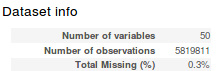 Dataset info
Number of variables 50
Number of observations 5819811
Total Missing (%) 0.3%